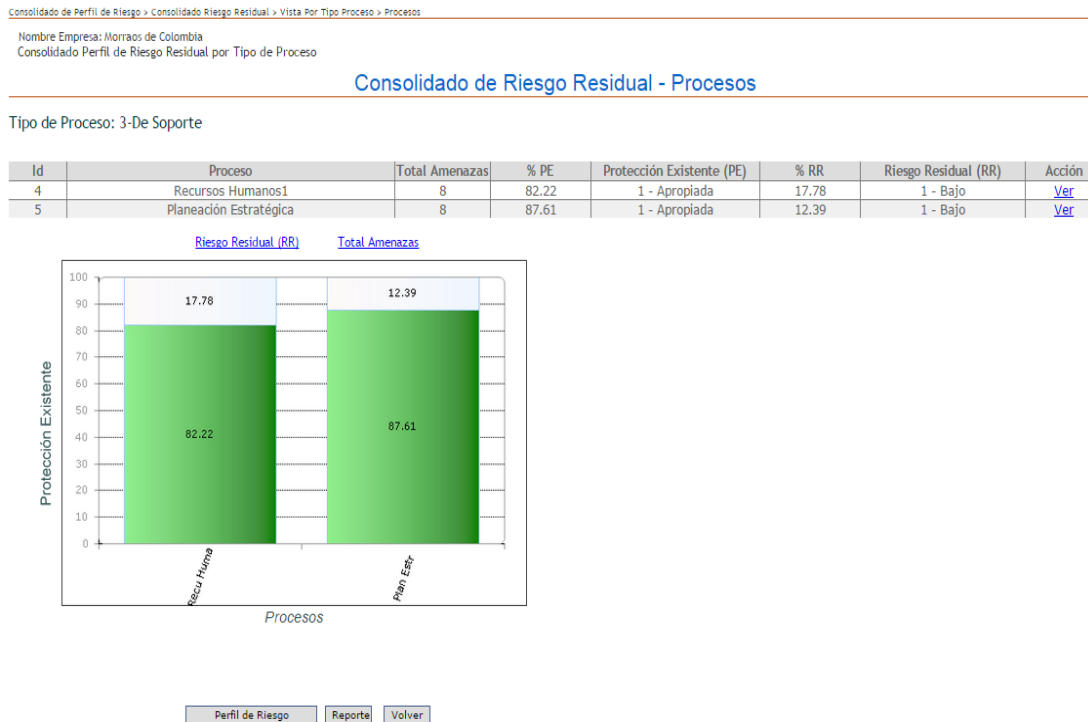 Consolidado de Perfil de Riesgo > Consolidado Riesgo Residual > Vista Por Tipo Proceso > Procesos
Nombre Empresa: Morraos de Colombia
Consolidado Perfil de Riesgo Residual por Tipo de Proceso
Consolidado de Riesgo Residual - Procesos
Tipo de Proceso: 3-De Soporte
Id Proceso Total Amenazas % PE Protección Existente (PE) % RR Riesgo Residual (RR) Acción
4 Recursos Humanos1 8 82.22 1 - Apropiada 17.78 1 - Bajo Ver
5 Planeación Estratégica 8 87.61 1 - Apropiada 12.39 1 - Bajo Ver
Riesgo Residual (RR) Total Amenazas
Protección Existente
100
90
80
70
60
50
40
30
20
10
0
17.78 12.39
82.22 87.61
Recu Huma Plan Estr
Procesos
Perfil de Riesgo Reporte Volver